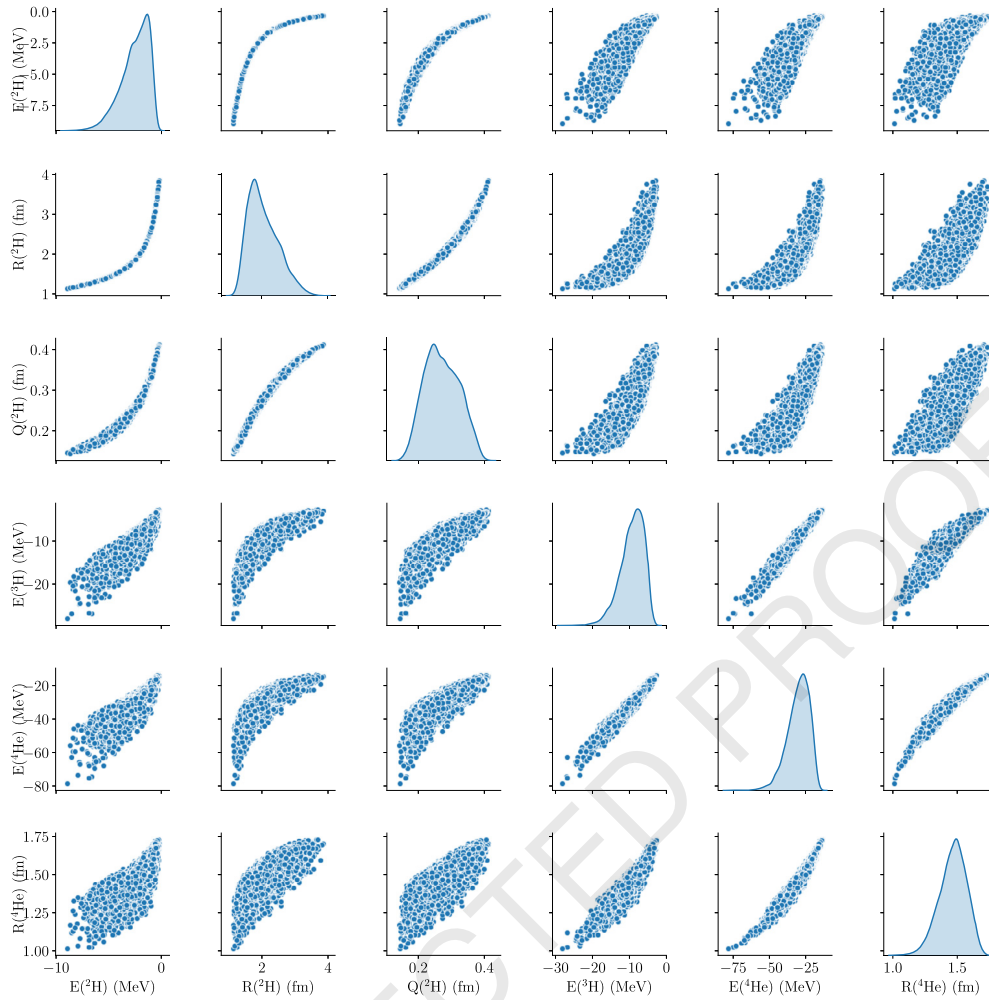 0.0
−2.5
−5.0
−7.5
E(²H) (MeV)
4
3
2
1
R(²H) (fm)
0.4
0.3
0.2
Q(²H) (fm)
−10
−20
E(³H) (MeV)
−20
−40
−60
−80
E(⁴He) (MeV)
1.75
1.50
1.25
1.00
R(⁴He) (fm)
−10 0
E(²H) (MeV)
2 4
R(²H) (fm)
0.2 0.4
Q(²H) (fm)
−30 −20 −10 0
E(³H) (MeV)
−75 −50 −25
E(⁴He) (MeV)
1.0 1.5
R(⁴He) (fm)
CTED PROOF